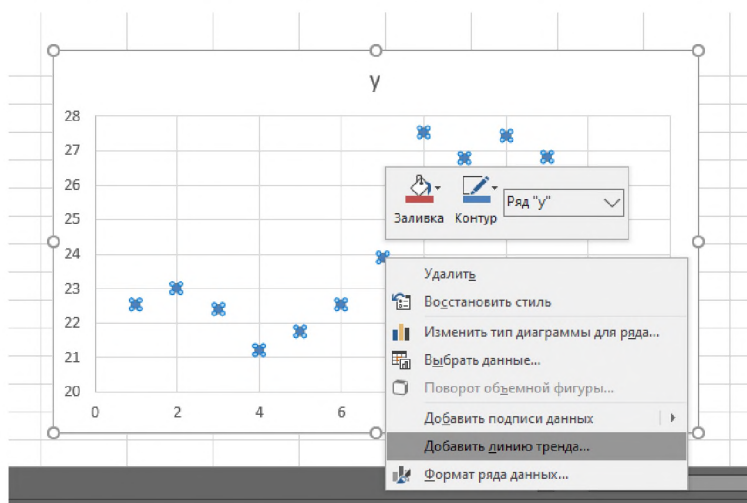 y
28
27
26
25
24
23
22
21
20
0 2 4 6
Заливка Контур Ряд "у"
Удалить
Восстановить стиль
Изменить тип диаграммы для ряда...
Выбрать данные...
Поворот объемной фигуры...
Добавить подписи данных
Добавить линию тренда...
Формат ряда данных...